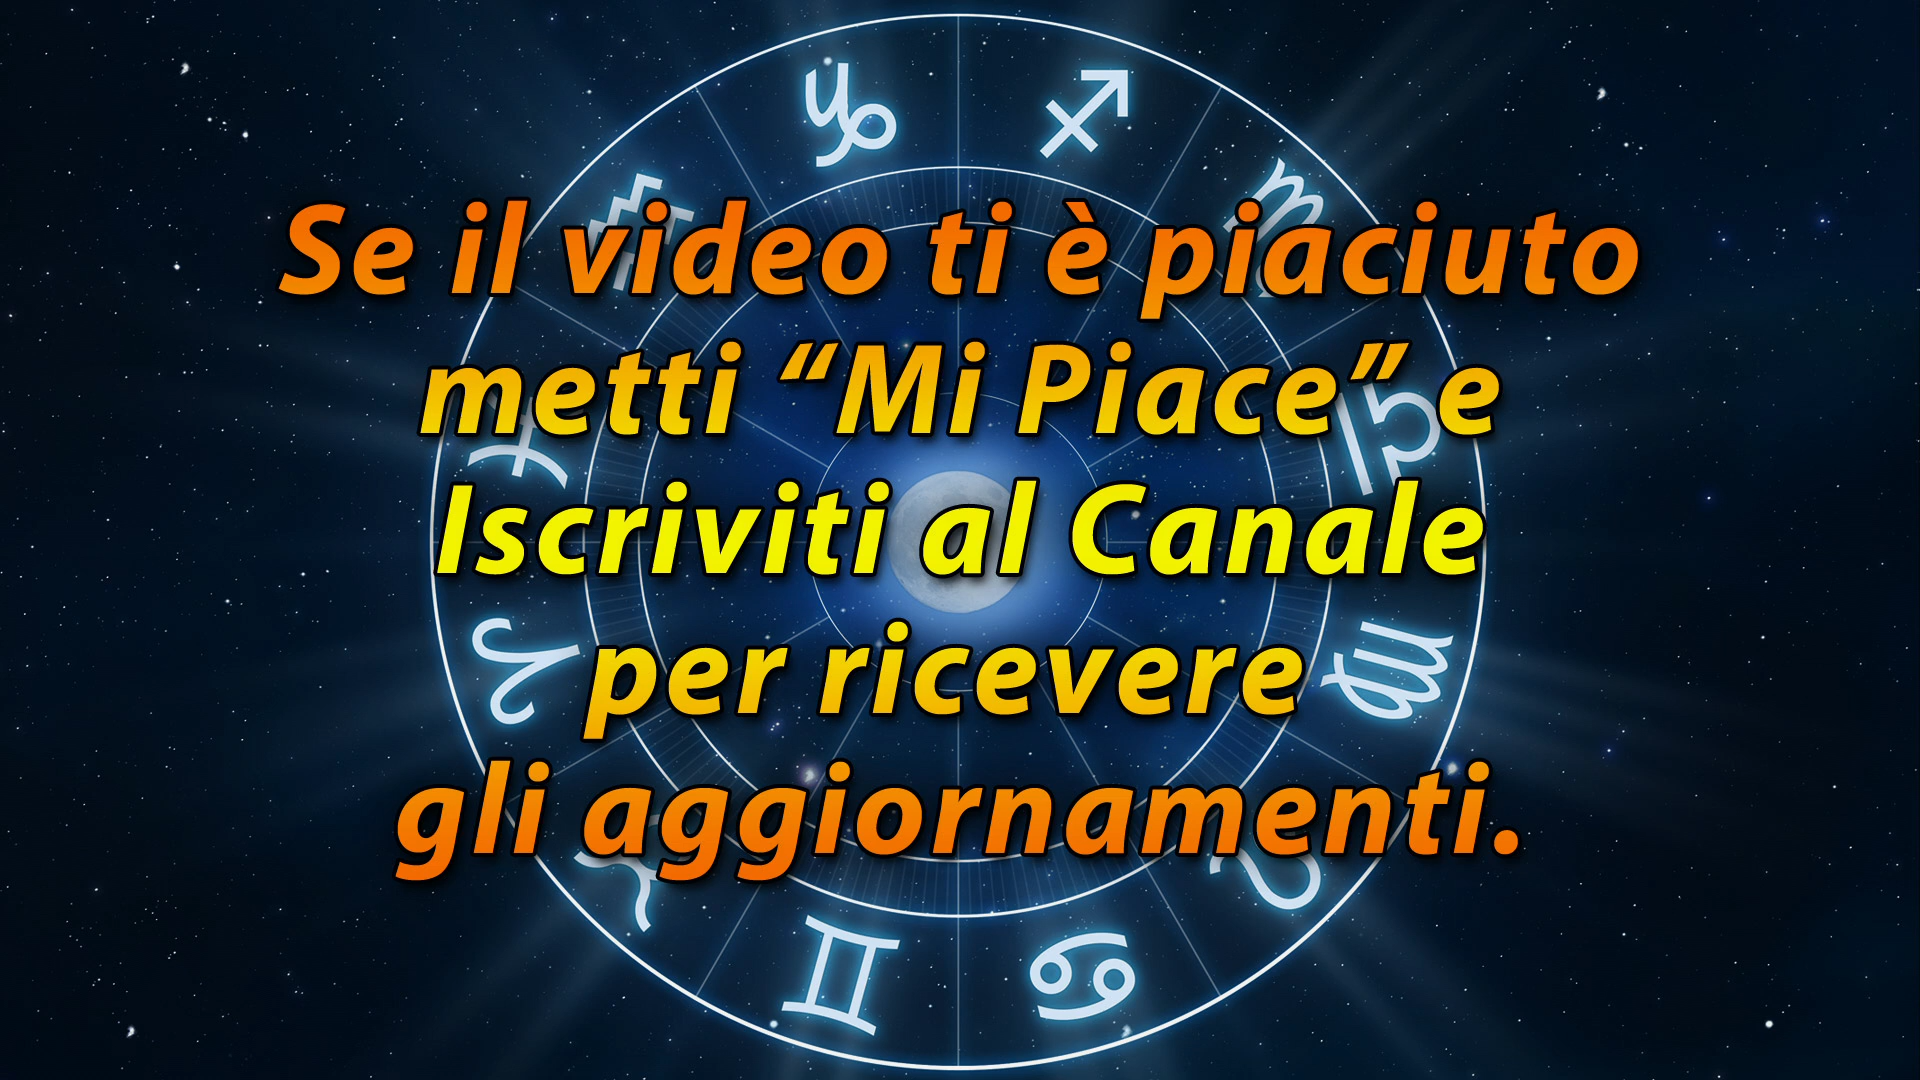 Se il video ti è piaciuto
metti “Mi Piace” e
Iscriviti al Canale
per ricevere
gli aggiornamenti.